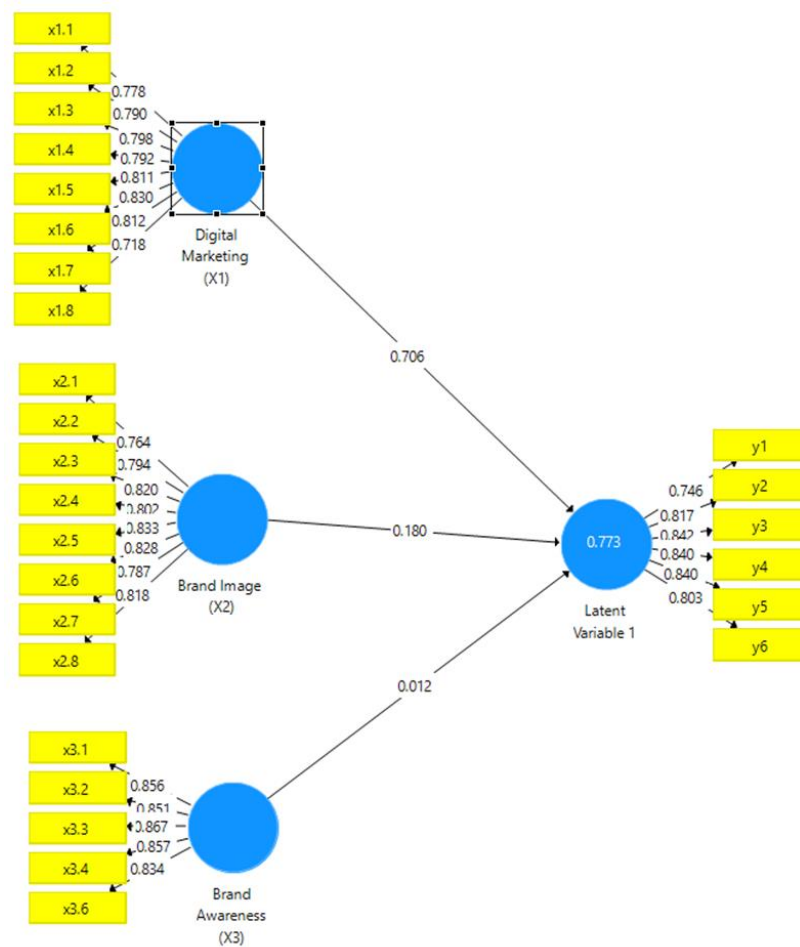 x1.1
x1.2
x1.3
x1.4
x1.5
x1.6
x1.7
x1.8
0.778
0.790
0.798
0.792
0.811
0.830
0.812
0.718
Digital
Marketing
(X1)
0.706
x2.1
x2.2
x2.3
x2.4
x2.5
x2.6
x2.7
x2.8
0.764
0.794
0.820
0.802
0.833
0.828
0.787
0.818
Brand Image
(X2)
0.180
x3.1
x3.2
x3.3
x3.4
x3.6
0.856
0.851
0.867
0.857
0.834
Brand
Awareness
(X3)
0.012
0.773
Latent
Variable 1
0.746
0.817
0.842
0.840
0.840
0.803
y1
y2
y3
y4
y5
y6